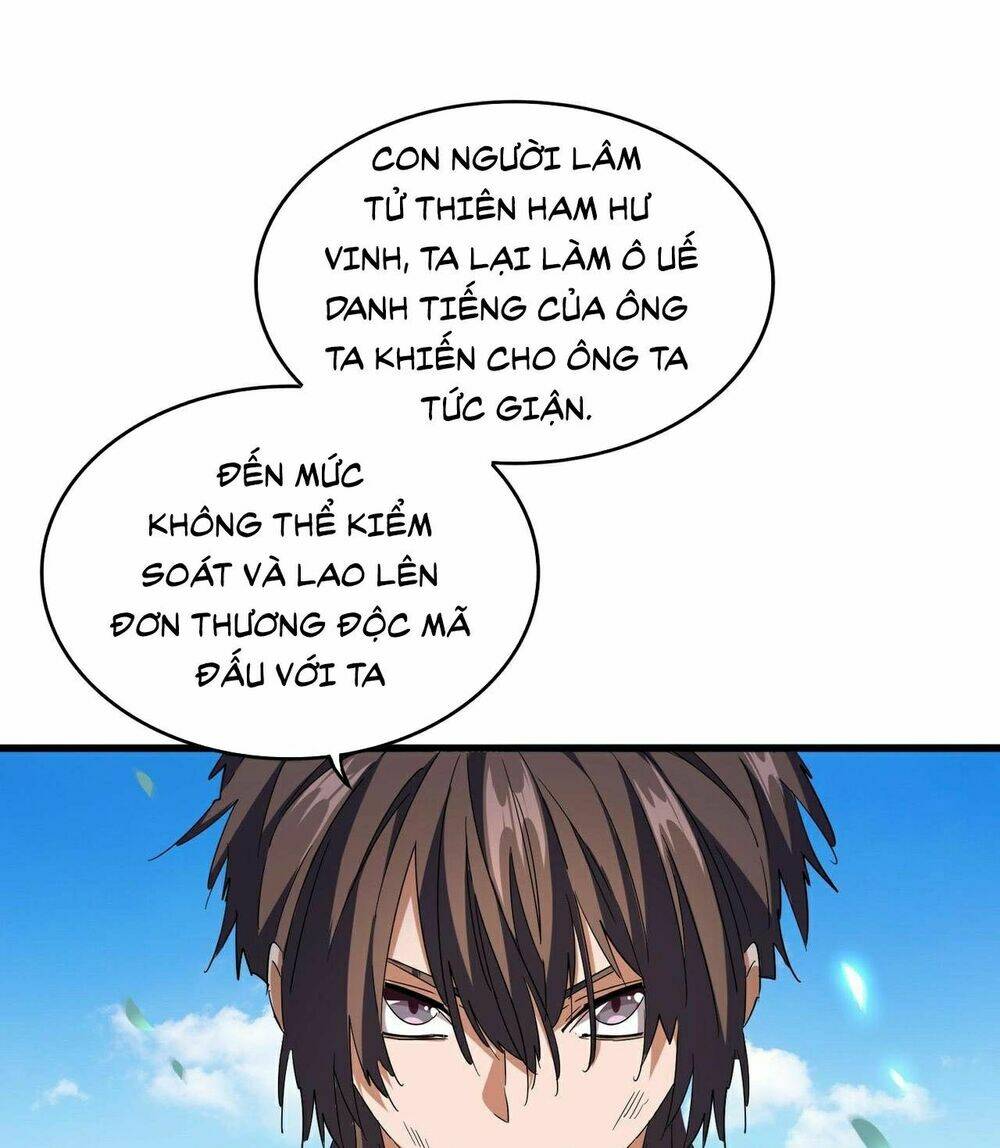 CON NGƯỜI LÂM
TỬ THIÊN HAM HƯ
VINH, TA LẠI LÀM Ô UẾ
DANH TIẾNG CỦA ÔNG
TA KHIẾN CHO ÔNG TA
TỨC GIẬN.
ĐẾN MỨC
KHÔNG THỂ KIỂM
SOÁT VÀ LAO LÊN
ĐƠN THƯƠNG ĐỘC MÃ
ĐẤU VỚI TA